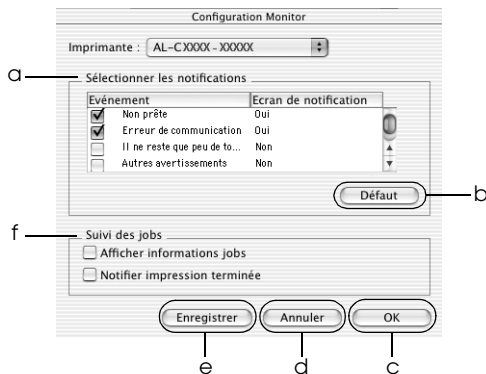 Configuration Monitor
Imprimante : AL-CXXXX - XXXXX
a
Sélectionner les notifications
Evénement Ecran de notification
Non prête Oui
Erreur de communication Oui
Il ne reste que peu de to... Non
Autres avertissements Non
Défaut b
f
Suivi des jobs
Afficher informations jobs
Notifier impression terminée
Enregistrer Annuler OK
e d c